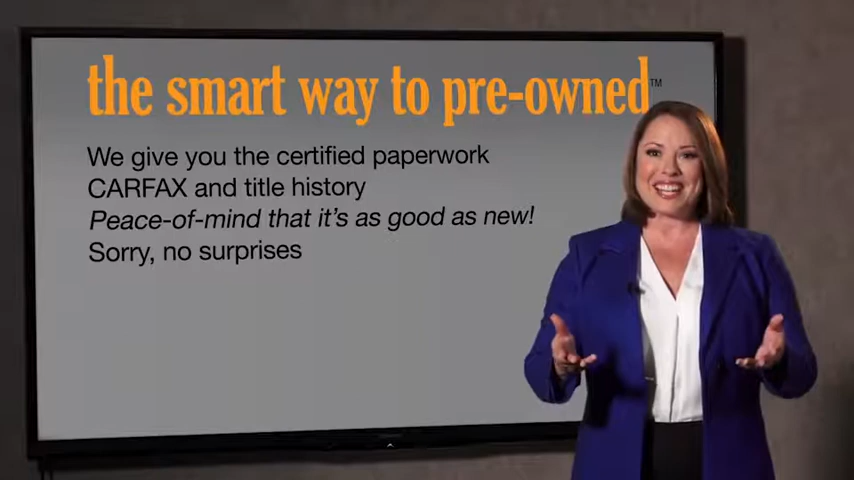 the smart way to pre-owned™
We give you the certified paperwork
CARFAX and title history
Peace-of-mind that it's as good as new!
Sorry, no surprises